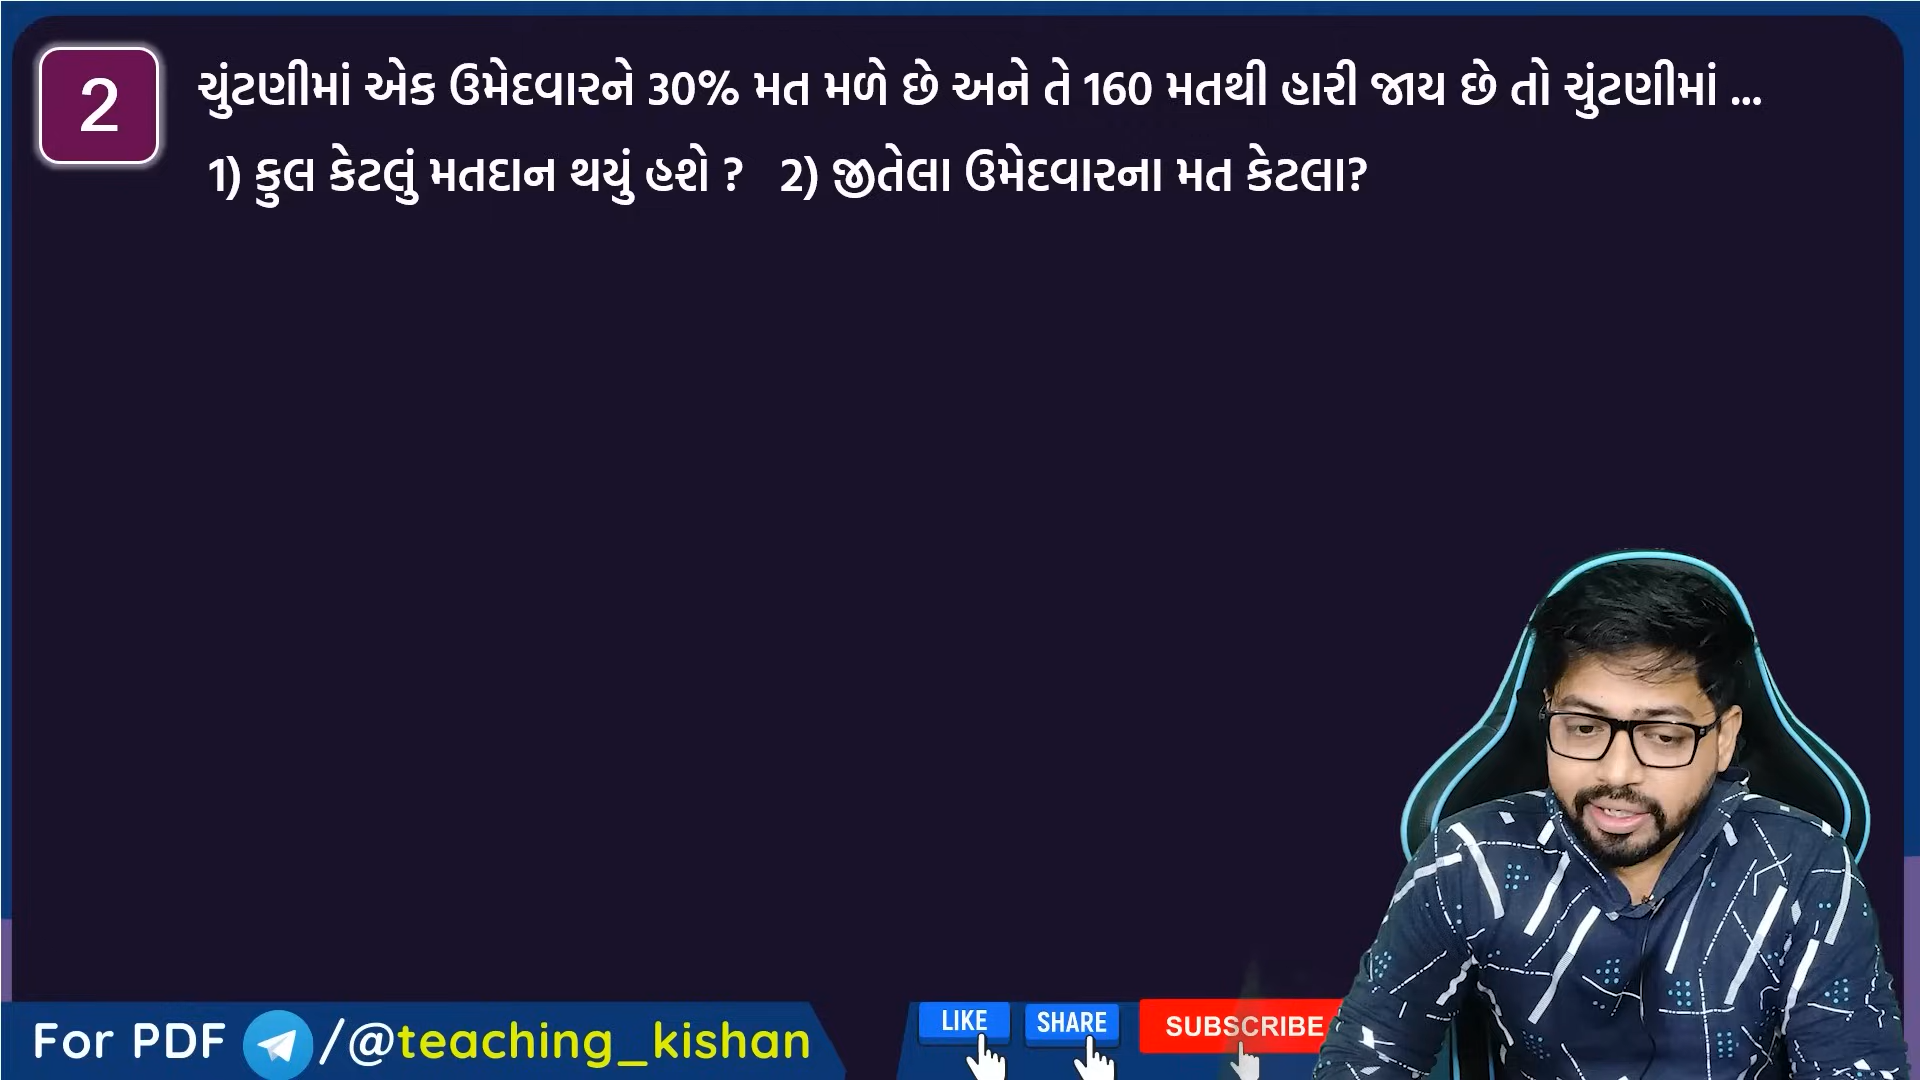 2
ચુંટણીમાં એક ઉમેદવારને 30% મત મળે છે અને તે 160 મતથી હારી જાય છે તો ચુંટણીમાં ...
1) કુલ કેટલું મતદાન થયું હશે ? 2) જીતેલા ઉમેદવારના મત કેટલા?
For PDF /@teaching_kishan
LIKE SHARE SUBSCRIBE